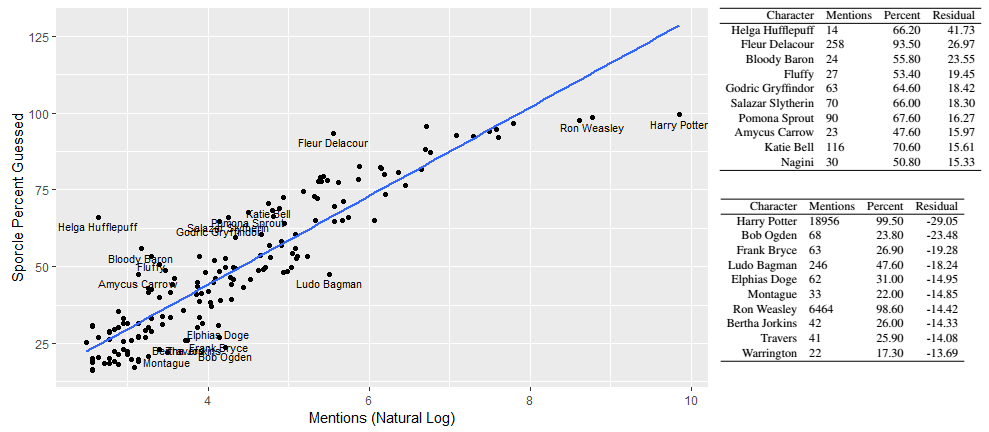 125
100
75
50
25
4
6
8
10
Sporcle Percent Guessed
Mentions (Natural Log)
Harry Potter
Ron Weasley
Fleur Delacour
Katie Bell
Pomona Sprout
Helga Hufflepuff
Salazar Slytherin
Godric Gryffindor
Bloody Baron
Fluffy
Amycus Carrow
Ludo Bagman
Elphias Doge
Frank Bryce
Bertha Jorkins
Travers
Bob Ogden
Montague
Character Mentions Percent Residual
Helga Hufflepuff 14 66.20 41.73
Fleur Delacour 258 93.50 26.97
Bloody Baron 24 55.80 23.55
Fluffy 27 53.40 19.45
Godric Gryffindor 63 64.60 18.42
Salazar Slytherin 70 66.00 18.30
Pomona Sprout 90 67.60 16.27
Amycus Carrow 23 47.60 15.97
Katie Bell 116 70.60 15.61
Nagini 30 50.80 15.33
Character Mentions Percent Residual
Harry Potter 18956 99.50 -29.05
Bob Ogden 68 23.80 -23.48
Frank Bryce 63 26.90 -19.28
Ludo Bagman 246 47.60 -18.24
Elphias Doge 62 31.00 -14.95
Montague 33 22.00 -14.85
Ron Weasley 6464 98.60 -14.42
Bertha Jorkins 42 26.00 -14.33
Travers 41 25.90 -14.08
Warrington 22 17.30 -13.69